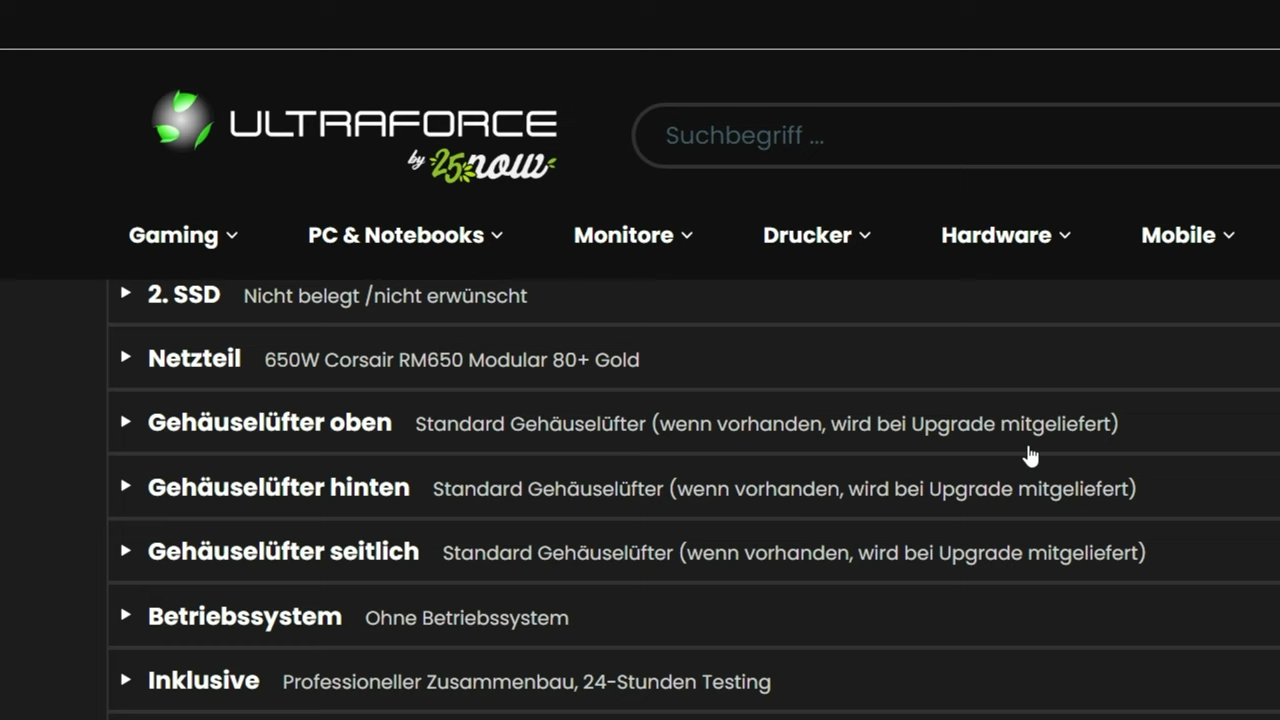 ULTRAFORCE
by 25now
Suchbegriff ...
Gaming PC & Notebooks Monitore Drucker Hardware Mobile
2. SSD Nicht belegt /nicht erwünscht
Netzteil 650W Corsair RM650 Modular 80+ Gold
Gehäuselüfter oben Standard Gehäuselüfter (wenn vorhanden, wird bei Upgrade mitgeliefert)
Gehäuselüfter hinten Standard Gehäuselüfter (wenn vorhanden, wird bei Upgrade mitgeliefert)
Gehäuselüfter seitlich Standard Gehäuselüfter (wenn vorhanden, wird bei Upgrade mitgeliefert)
Betriebssystem Ohne Betriebssystem
Inklusive Professioneller Zusammenbau, 24-Stunden Testing